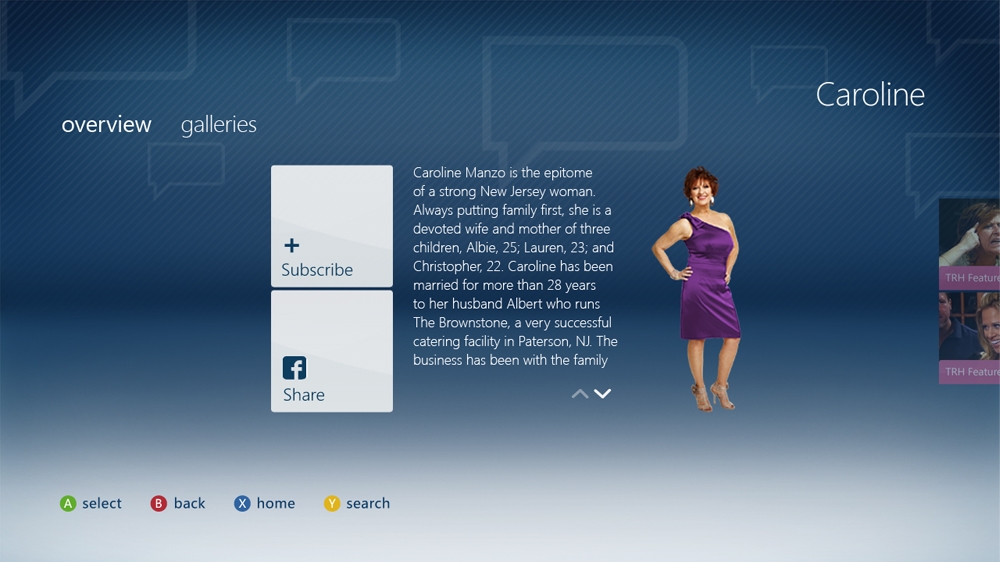 Caroline
overview galleries
Caroline Manzo is the epitome
of a strong New Jersey woman.
Always putting family first, she is a
devoted wife and mother of three
children, Albie, 25; Lauren, 23; and
Christopher, 22. Caroline has been
married for more than 28 years
to her husband Albert who runs
The Brownstone, a very successful
catering facility in Paterson, NJ. The
business has been with the family
+
Subscribe
f
Share
TRH Feature
TRH Feature
A select B back X home Y search